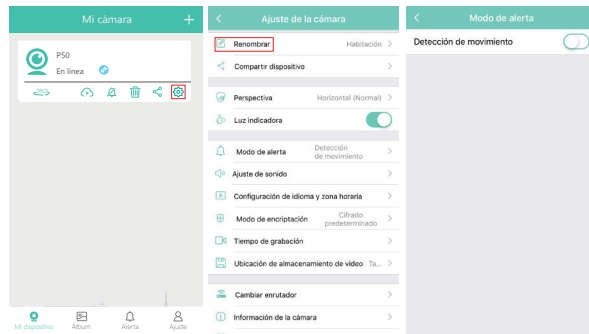 Mi cámara
+
PS0
En línea
Mi dispositivo
Álbum
Alerta
Ajuste
Ajuste de la cámara
Renombrar Habitación
Compartir dispositivo
Perspectiva Horizontal (Normal)
Luz indicadora
Modo de alerta Detección de movimiento
Ajuste de sonido
A Configuración de idioma y zona horaria
Modo de encriptación Cifrado predeterminado
Tiempo de grabación
Ubicación de almacenamiento de video Ta...
Cambiar enrutador
Información de la cámara
Modo de alerta
Detección de movimiento